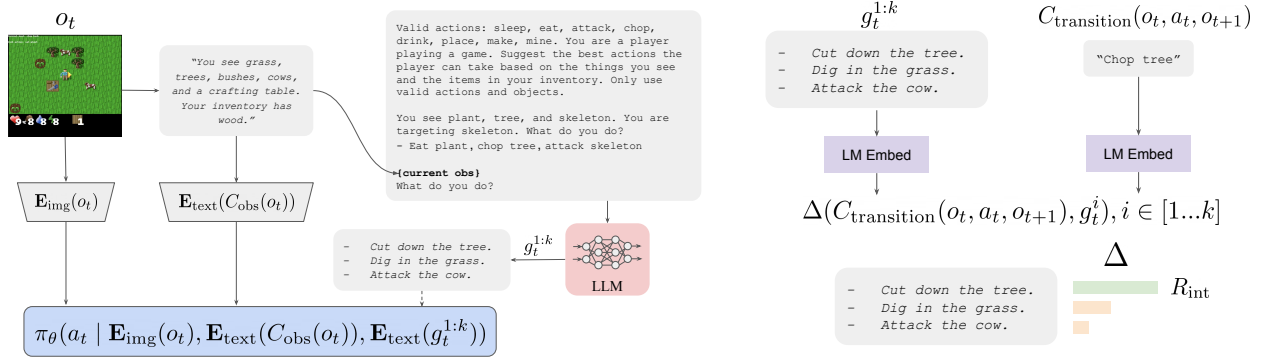 o_t
9 8 8 8 1
“You see grass,
trees, bushes, cows,
and a crafting table.
Your inventory has
wood.”
Valid actions: sleep, eat, attack, chop,
drink, place, make, mine. You are a player
playing a game. Suggest the best actions the
player can take based on the things you see
and the items in your inventory. Only use
valid actions and objects.
You see plant, tree, and skeleton. You are
targeting skeleton. What do you do?
- Eat plant, chop tree, attack skeleton
{current obs}
What do you do?
E_img(o_t)
E_text(C_obs(o_t))
- Cut down the tree.
- Dig in the grass.
- Attack the cow.
g_t^{1:k}
LLM
π_θ(a_t | E_img(o_t), E_text(C_obs(o_t)), E_text(g_t^{1:k}))
g_t^{1:k}
- Cut down the tree.
- Dig in the grass.
- Attack the cow.
LM Embed
C_transition(o_t, a_t, o_{t+1})
“Chop tree”
LM Embed
Δ(C_transition(o_t, a_t, o_{t+1}), g_t^i), i ∈ [1...k]
Δ
- Cut down the tree.
- Dig in the grass.
- Attack the cow.
R_int